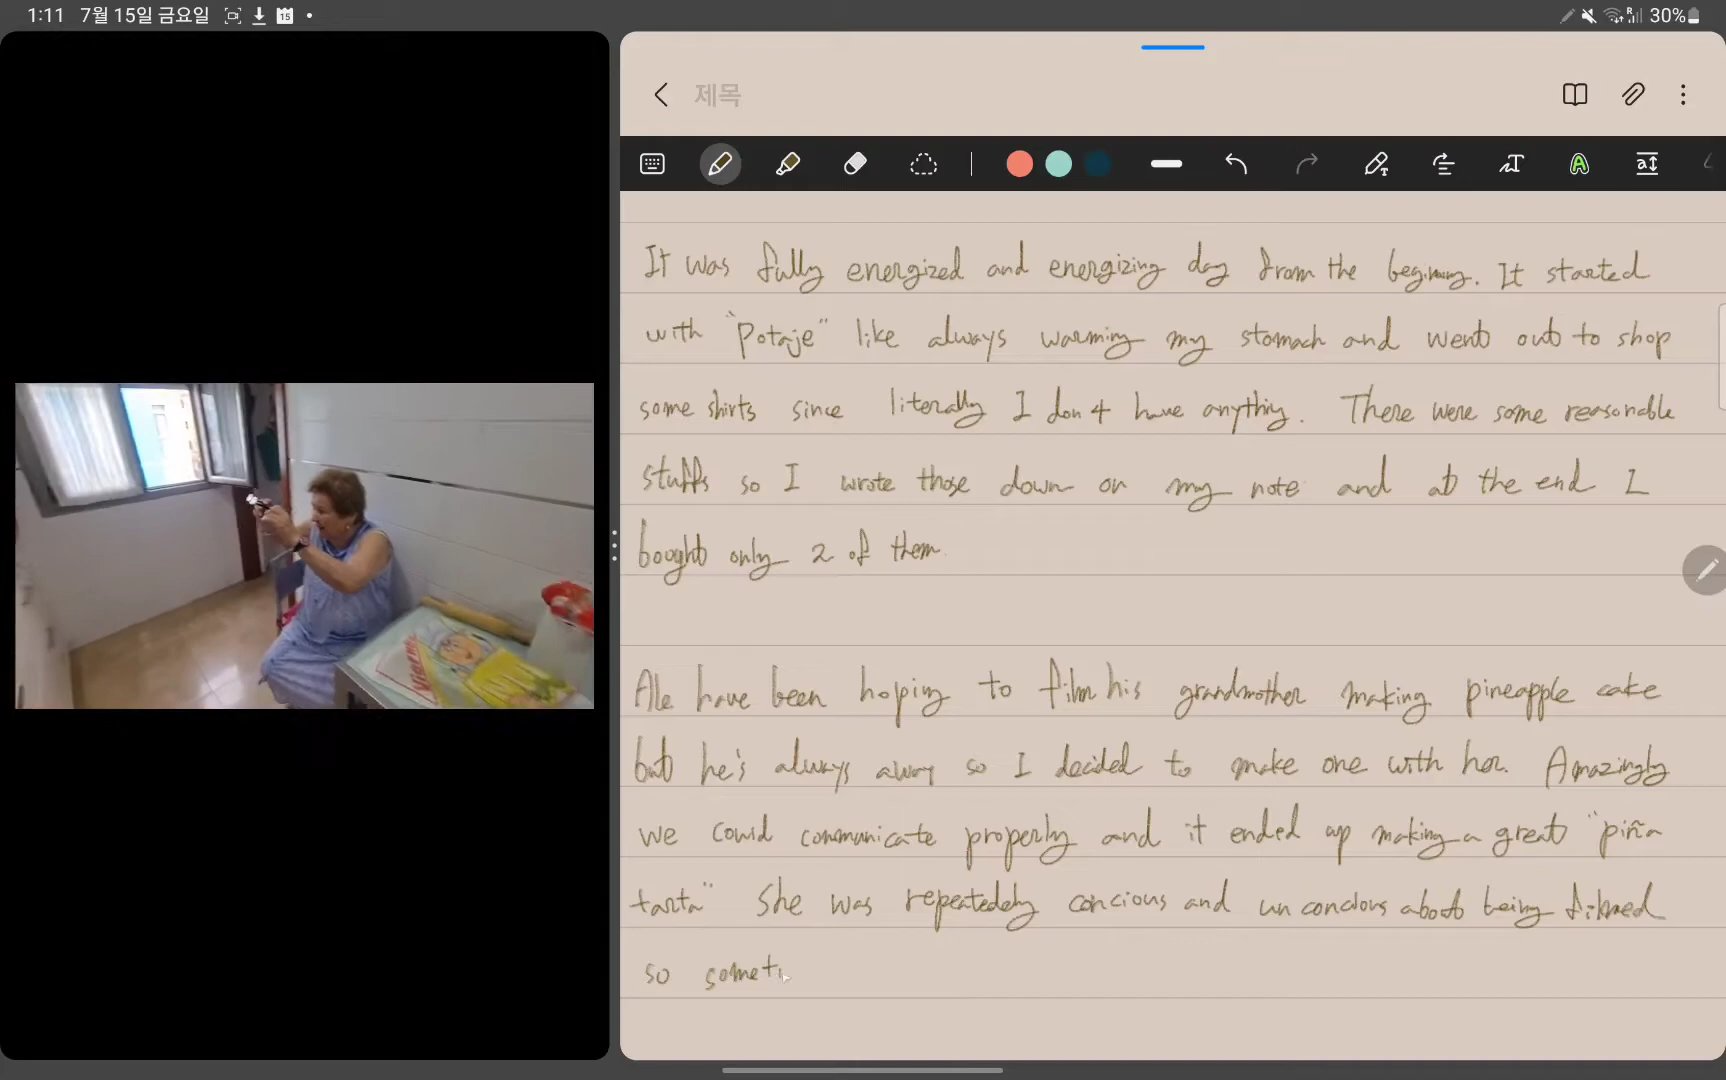 1:11 7월 15일 금요일 15
R 30%
제목
a
It was fully energized and energizing day from the beginning. It started
with "potaje" like always warming my stomach and went out to shop
some shirts since literally I don4 have anything. There were some reasonable
stuffs so I wrote those down on my note and at the end I
bought only 2 of them.
Ale have been hoping to film his grandmother making pineapple cake
but he's always away so I decided to make one with her. Amazingly
we could communicate properly and it ended up making a great "piña
tarta" She was repeatedely concious and un concious about being filmed
so someti